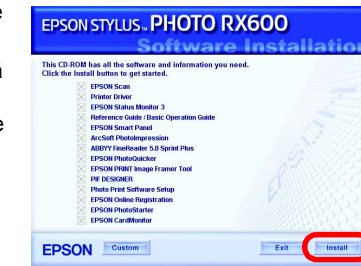 EPSON STYLUS™ PHOTO RX600
Software Installation
This CD-ROM has all the software and information you need.
Click the Install button to get started.
EPSON Scan
Printer Driver
EPSON Status Monitor 3
Reference Guide / Basic Operation Guide
EPSON Smart Panel
ArcSoft PhotoImpression
ABBYY FineReader 5.0 Sprint Plus
EPSON PhotoQuicker
EPSON PRINT Image Framer Tool
PIF DESIGNER
Photo Print Software Setup
EPSON Online Registration
EPSON PhotoStarter
EPSON CardMonitor
EPSON Custom Exit Install